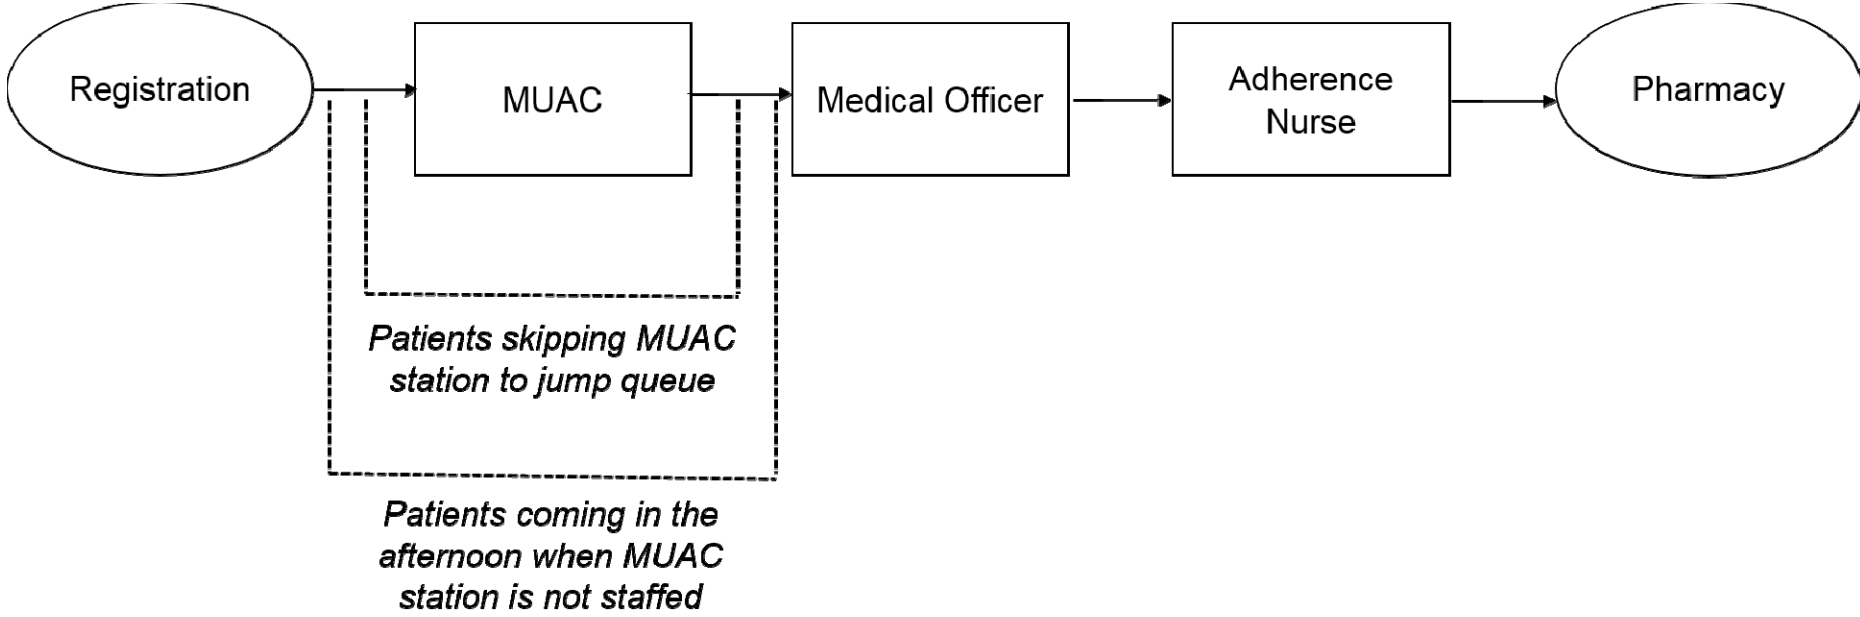 Registration
MUAC
Medical Officer
Adherence
Nurse
Pharmacy
Patients skipping MUAC
station to jump queue
Patients coming in the
afternoon when MUAC
station is not staffed